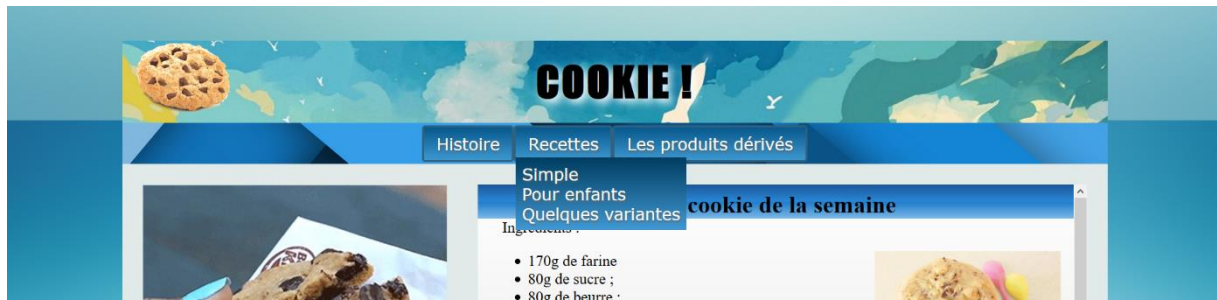 COOKIE !
Histoire Recettes Les produits dérivés
Simple
Pour enfants
Quelques variantes
cookie de la semaine
• 170g de farine
• 80g de sucre ;
• 80g de beurre ;